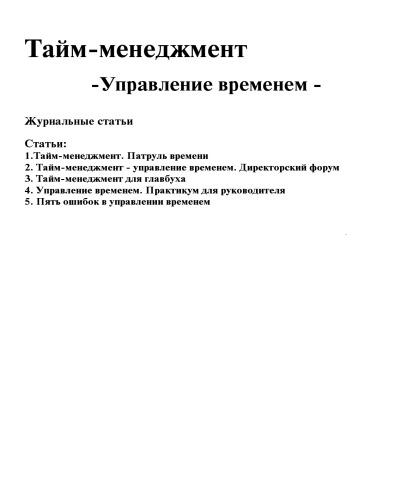 Тайм-менеджмент
-Управление временем -
Журнальные статьи
Статьи:
1.Тайм-менеджмент. Патруль времени
2. Тайм-менеджмент - управление временем. Директорский форум
3. Тайм-менеджмент для главбуха
4. Управление временем. Практикум для руководителя
5. Пять ошибок в управлении временем